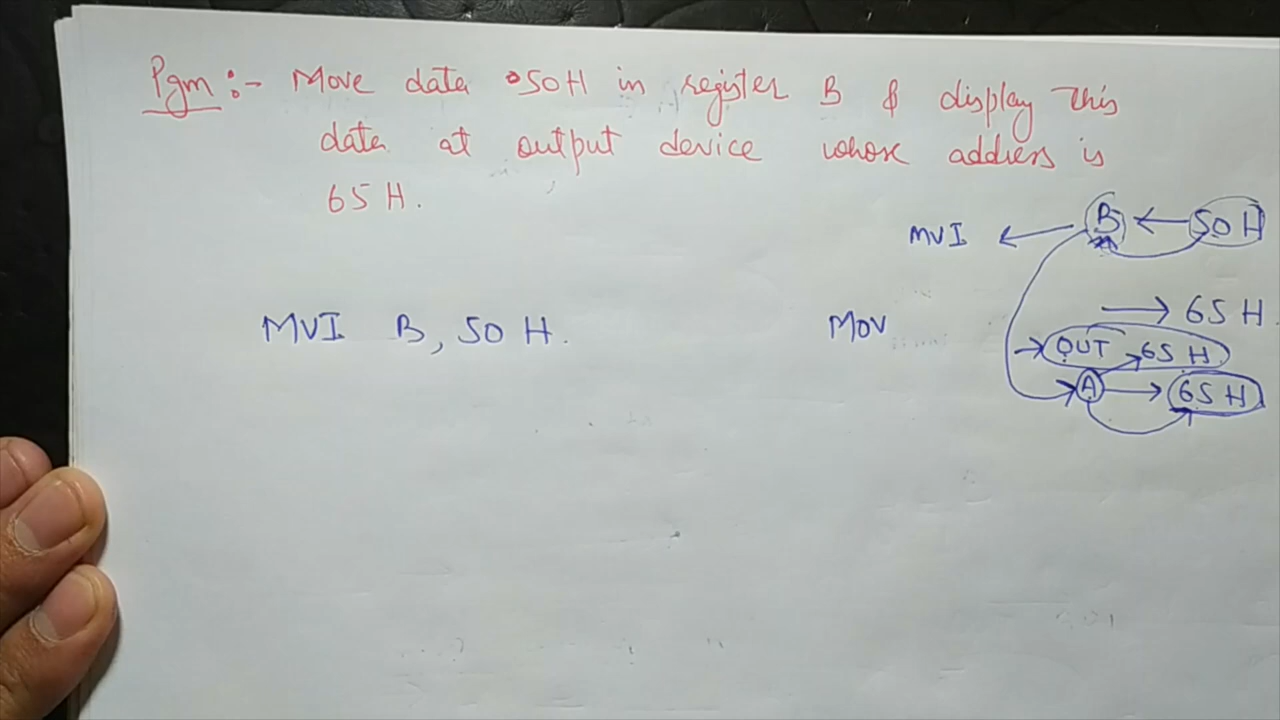 Pgm :- Move data 50H in register B & display this
data at output device whose address is
65 H.
MVI ← B ← 50 H
MVI B, 50 H.
MOV
→ 65 H.
→ OUT 65 H
A → 65 H